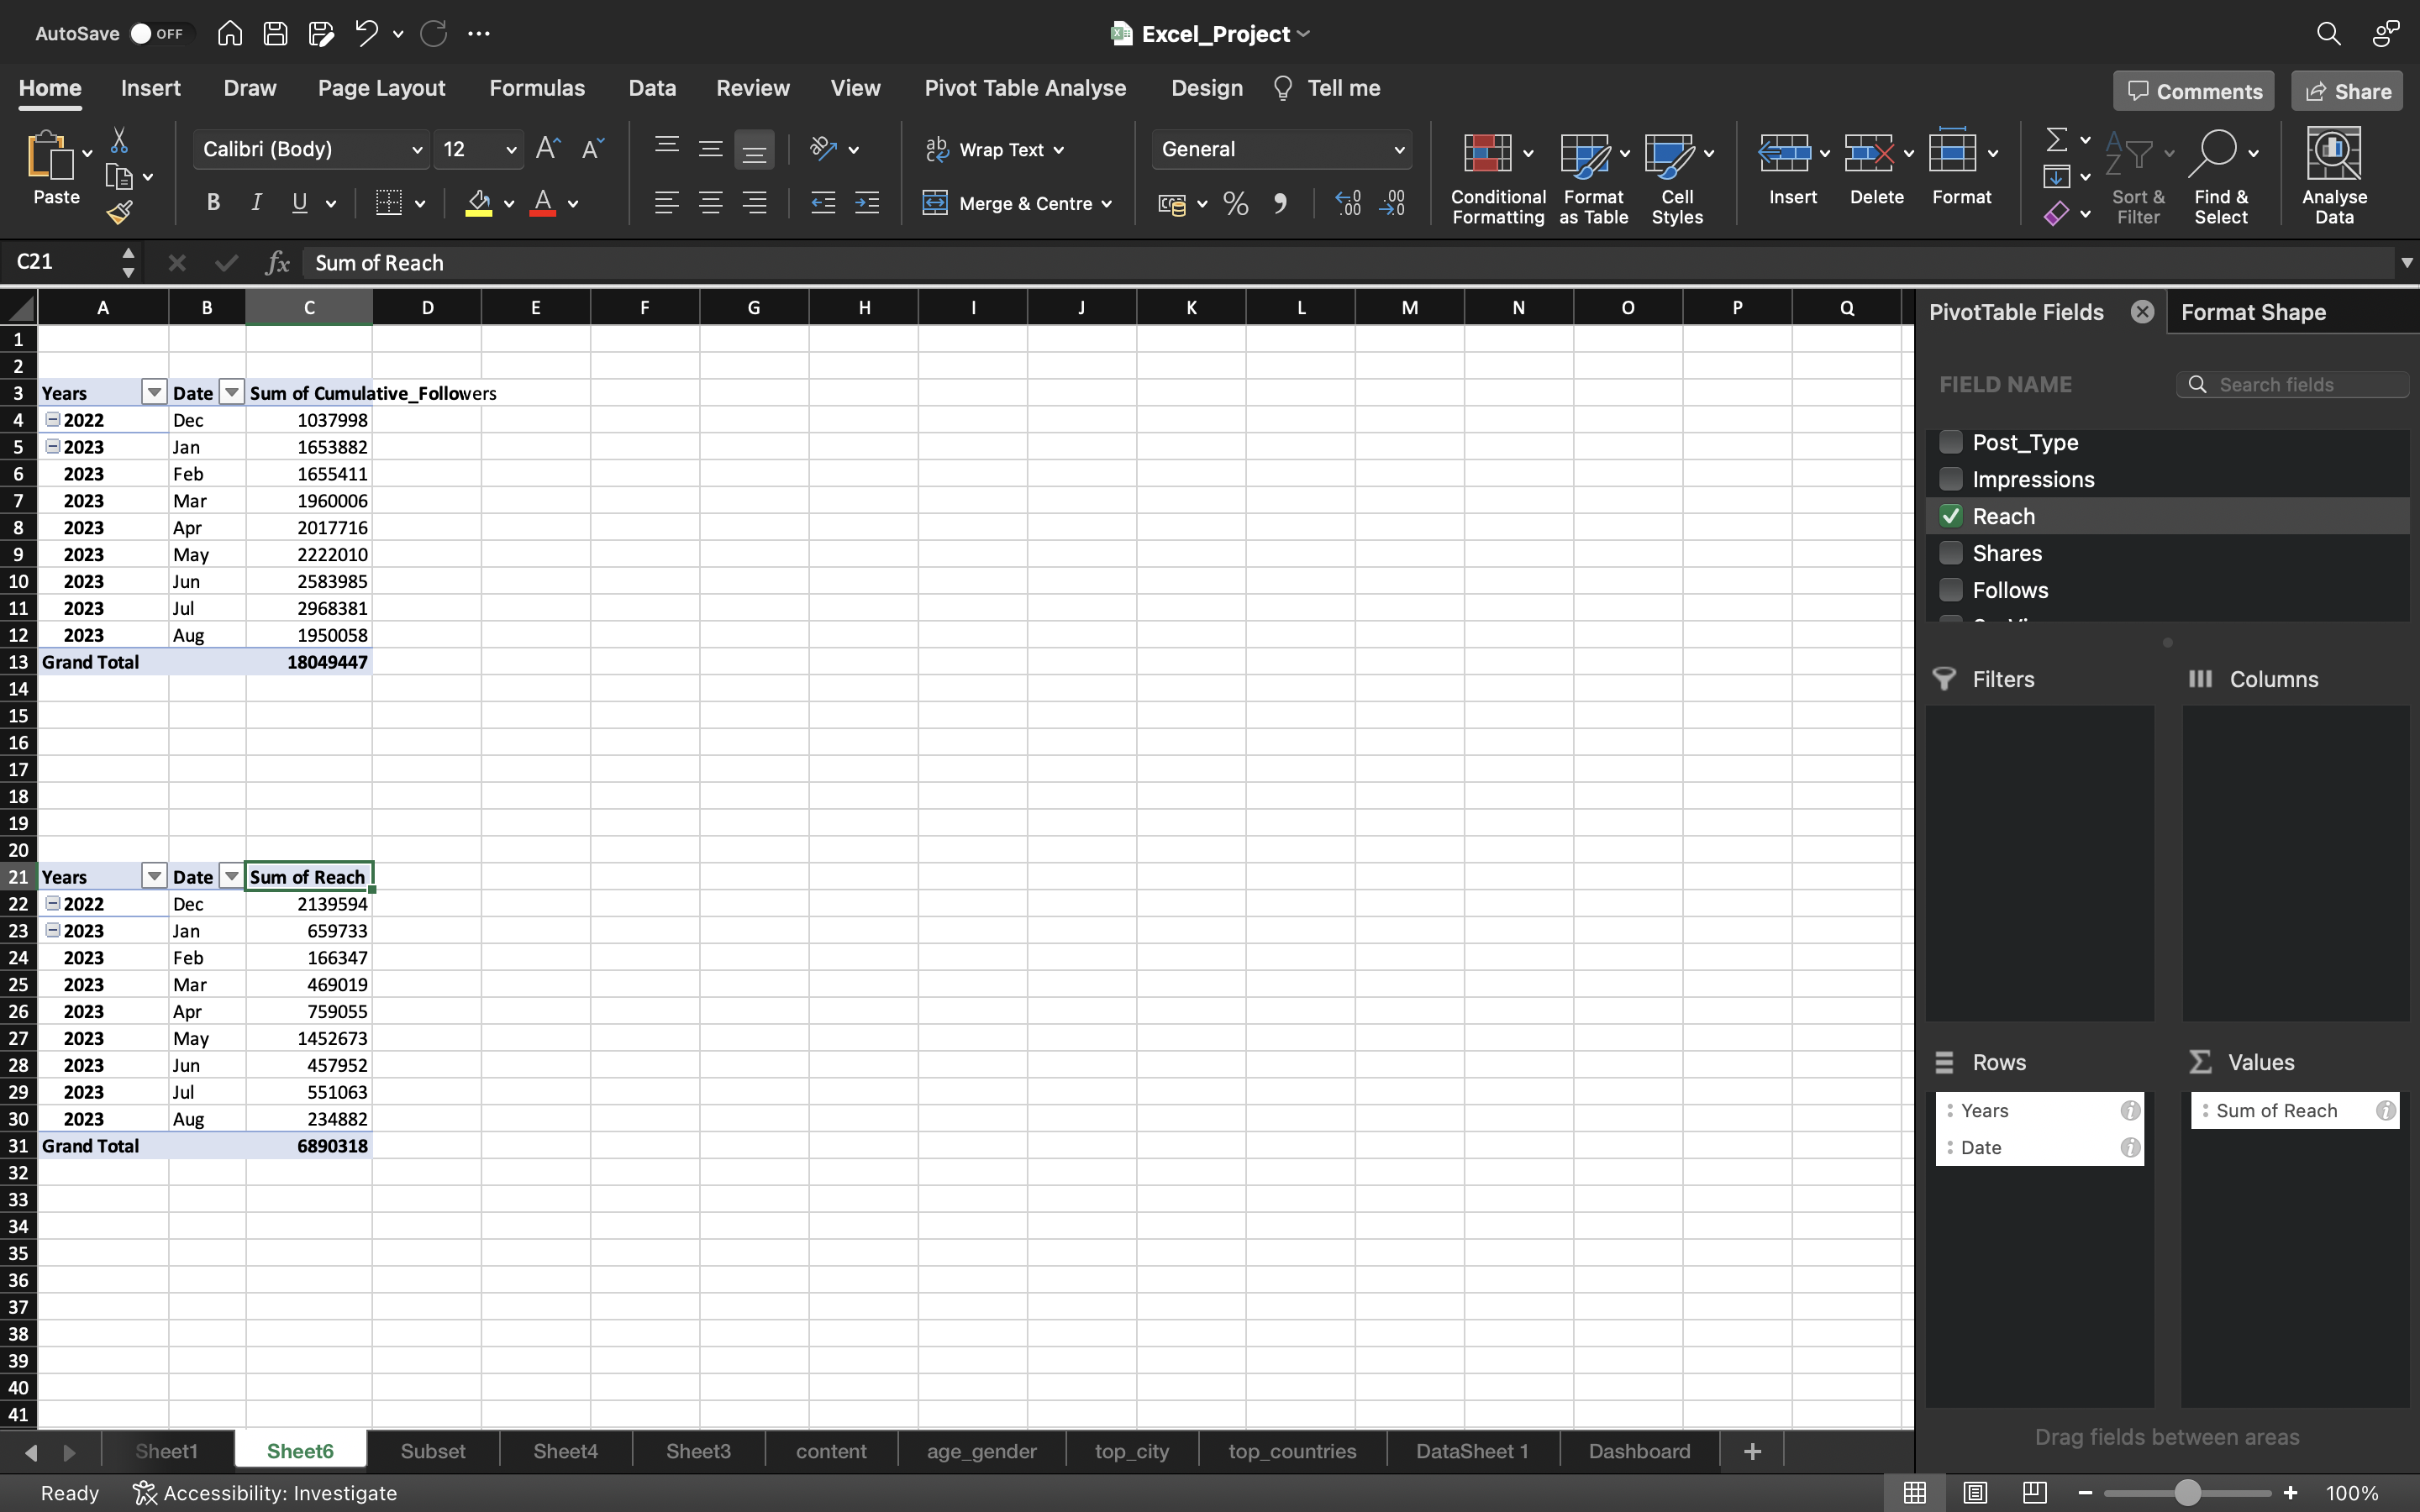 AutoSave OFF
Excel_Project
Home Insert Draw Page Layout Formulas Data Review View Pivot Table Analyse Design Tell me Comments Share
Paste
Calibri (Body) 12
B I U
Wrap Text
Merge & Centre
General
Conditional Formatting
Format as Table
Cell Styles
Insert
Delete
Format
Sort & Filter
Find & Select
Analyse Data
C21 fx Sum of Reach
A B C D E F G H I J K L M N O P Q
1
2
3 Years Date Sum of Cumulative_Followers
4 2022 Dec 1037998
5 2023 Jan 1653882
6 2023 Feb 1655411
7 2023 Mar 1960006
8 2023 Apr 2017716
9 2023 May 2222010
10 2023 Jun 2583985
11 2023 Jul 2968381
12 2023 Aug 1950058
13 Grand Total 18049447
14
15
16
17
18
19
20
21 Years Date Sum of Reach
22 2022 Dec 2139594
23 2023 Jan 659733
24 2023 Feb 166347
25 2023 Mar 469019
26 2023 Apr 759055
27 2023 May 1452673
28 2023 Jun 457952
29 2023 Jul 551063
30 2023 Aug 234882
31 Grand Total 6890318
32
33
34
35
36
37
38
39
40
41
PivotTable Fields Format Shape
FIELD NAME Search fields
Post_Type
Impressions
Reach
Shares
Follows
Filters Columns
Rows Values
Years Sum of Reach
Date
Drag fields between areas
Sheet1 Sheet6 Subset Sheet4 Sheet3 content age_gender top_city top_countries DataSheet 1 Dashboard +
Ready Accessibility: Investigate 100%